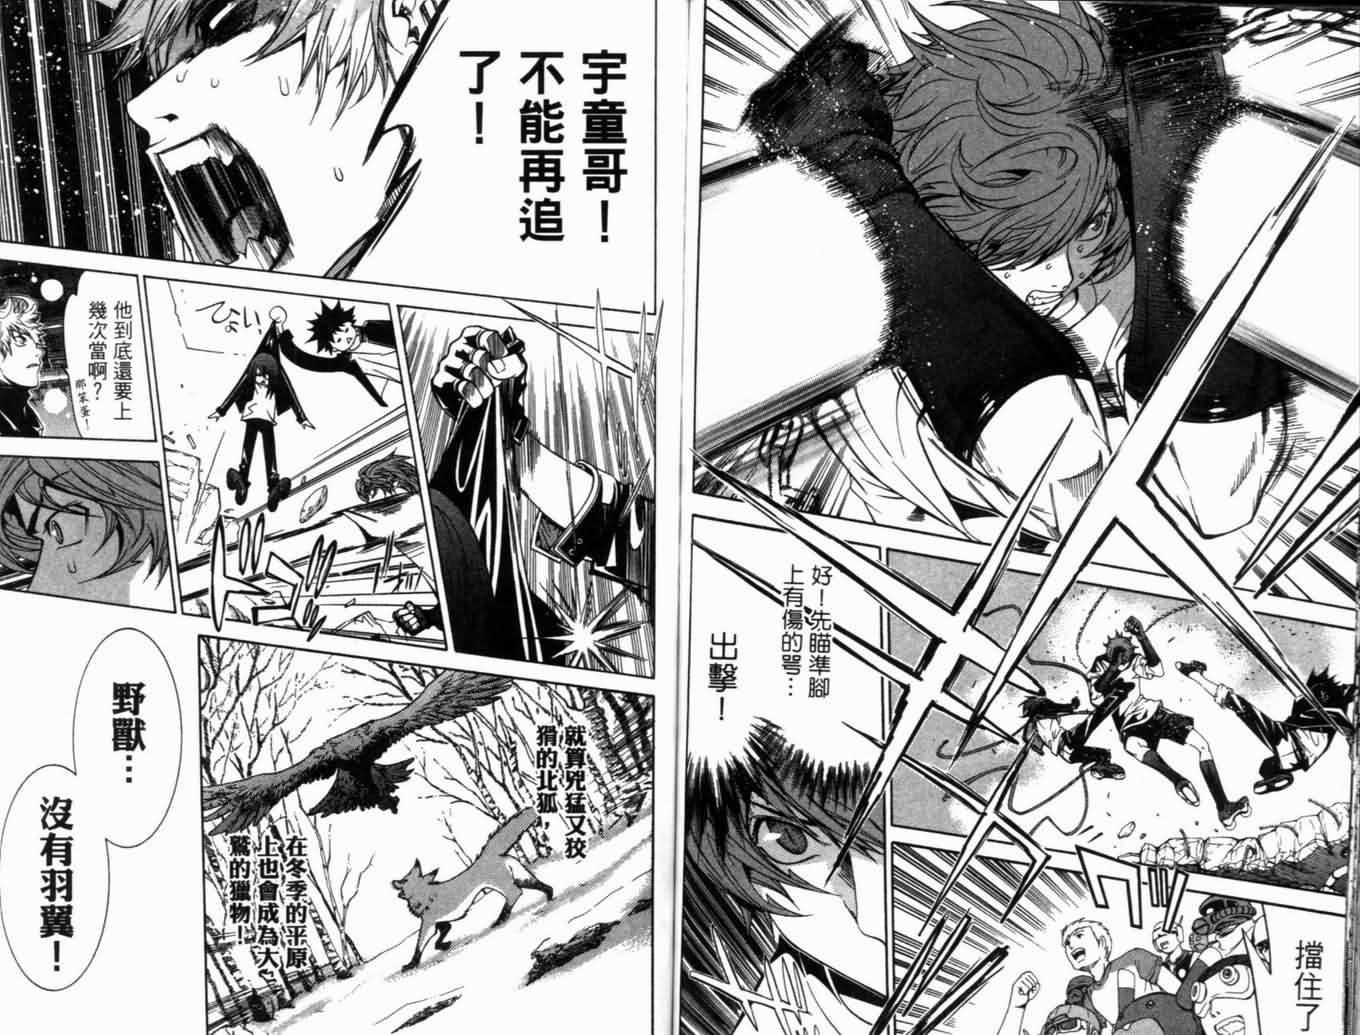 擋住了
好！先瞄準腳
上有傷的咢…
出擊！
宇童哥！
不能再追
了！
ひょい
他到底還要上
幾次當啊？
那笨蛋！
就算兇猛又狡
猾的北狐，
在冬季的平原
上也會成為大
鷲的獵物！
野獸…
沒有羽翼！